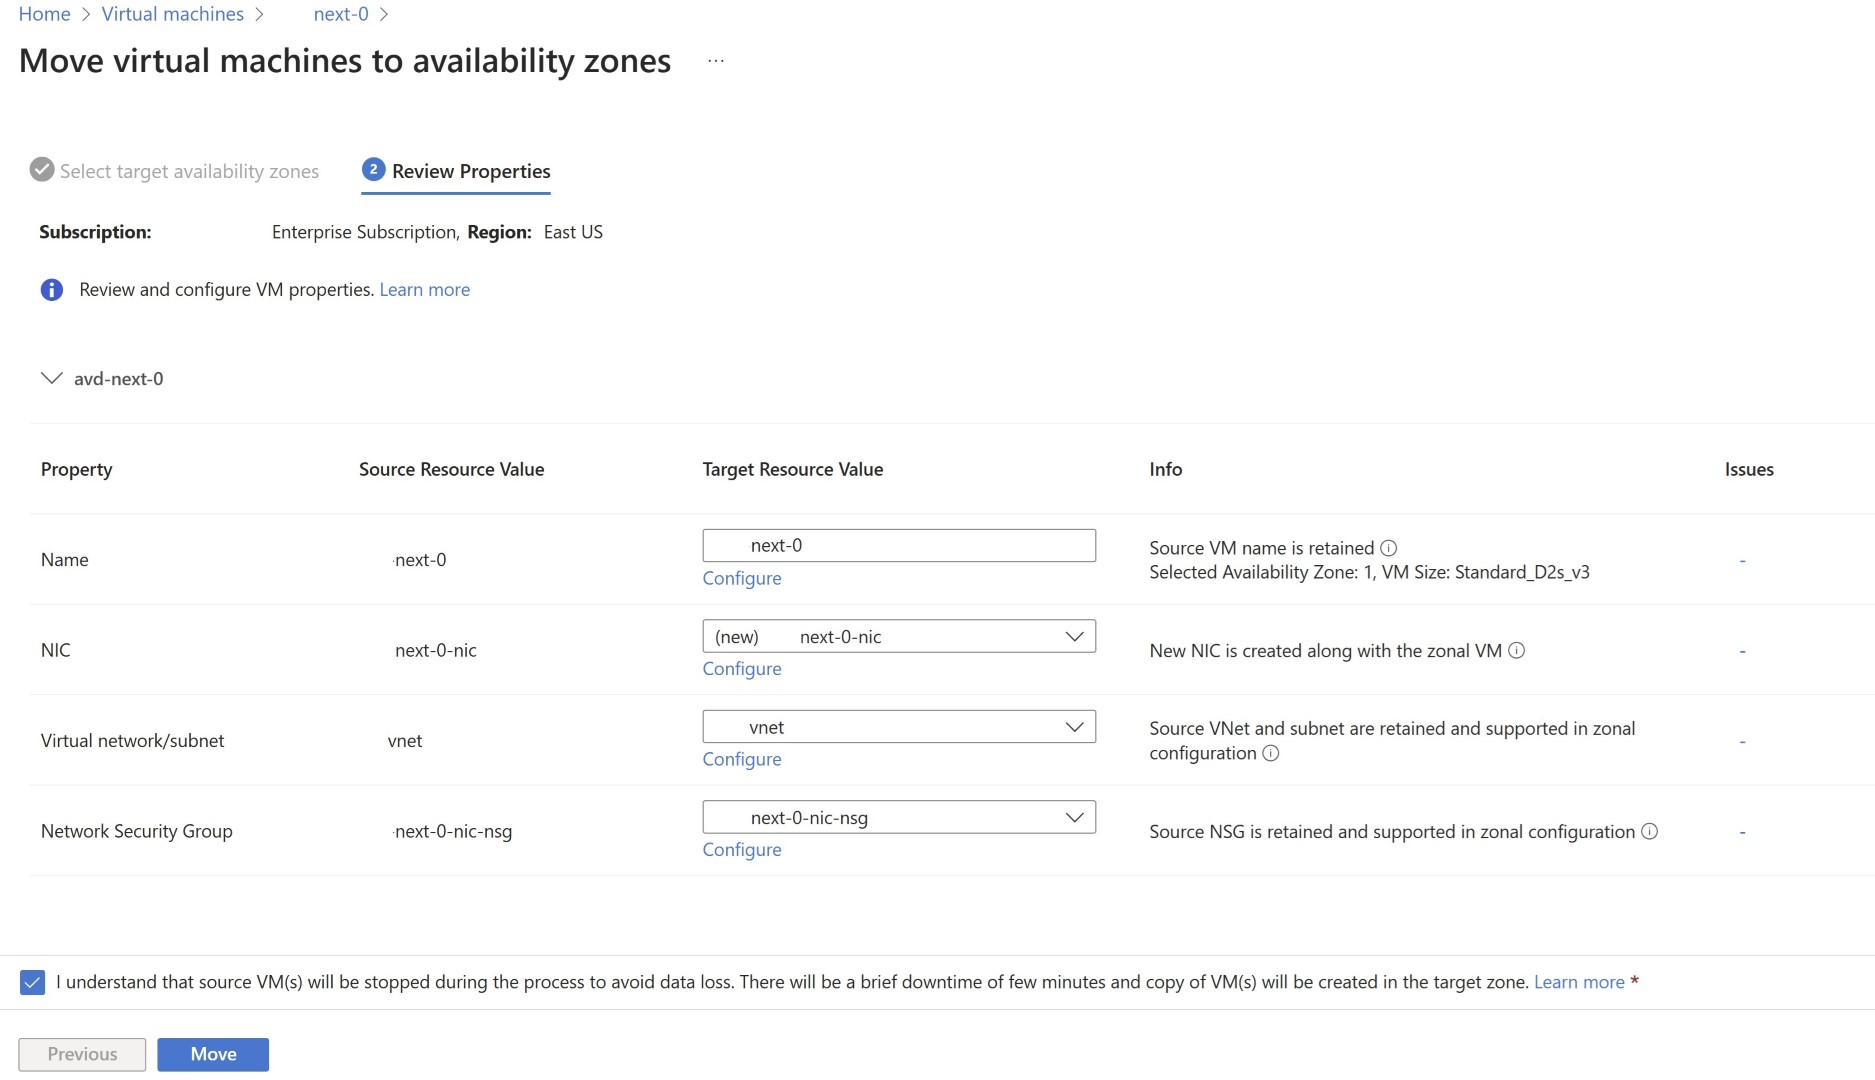 Home > Virtual machines > next-0 >
Move virtual machines to availability zones ...
Select target availability zones 2 Review Properties
Subscription: Enterprise Subscription, Region: East US
Review and configure VM properties. Learn more
avd-next-0
Property Source Resource Value Target Resource Value Info Issues
Name next-0 next-0 Configure Source VM name is retained
Selected Availability Zone: 1, VM Size: Standard_D2s_v3 -
NIC next-0-nic (new) next-0-nic Configure New NIC is created along with the zonal VM -
Virtual network/subnet vnet vnet Configure Source VNet and subnet are retained and supported in zonal
configuration -
Network Security Group next-0-nic-nsg next-0-nic-nsg Configure Source NSG is retained and supported in zonal configuration -
I understand that source VM(s) will be stopped during the process to avoid data loss. There will be a brief downtime of few minutes and copy of VM(s) will be created in the target zone. Learn more *
Previous Move